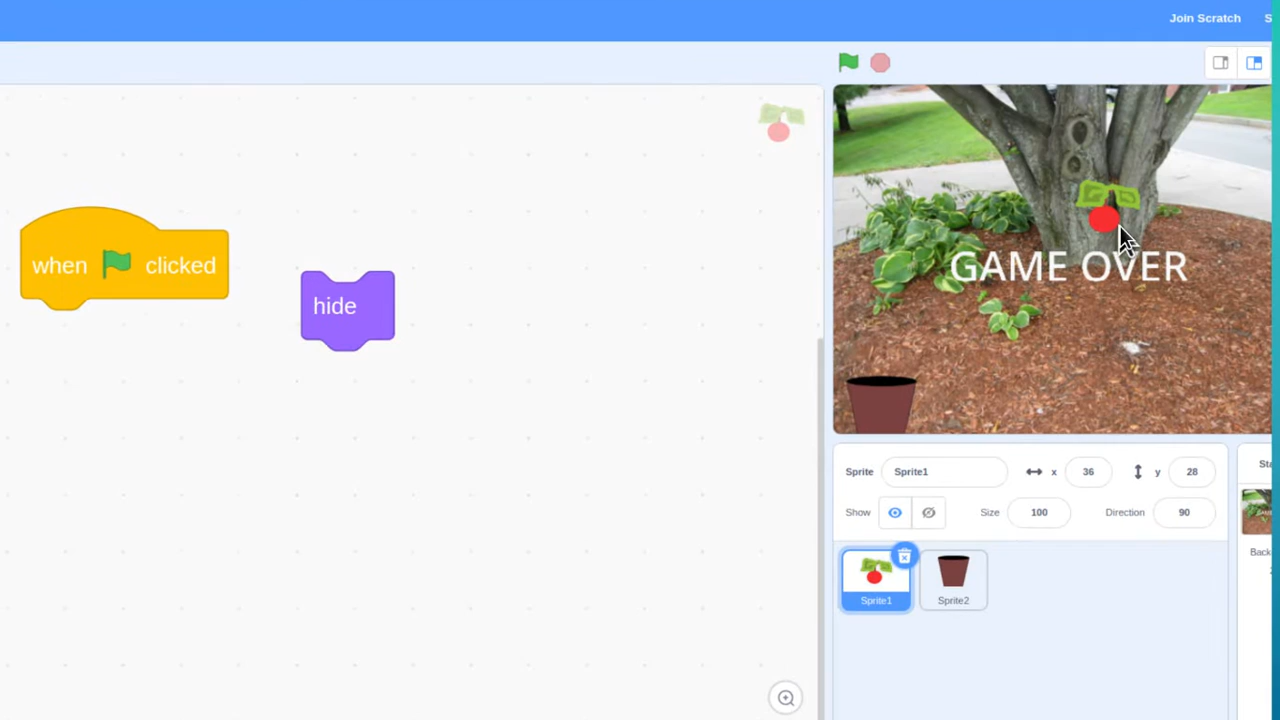 Join Scratch
when clicked
hide
GAME OVER
Sprite Sprite1 x 36 y 28
Show Size 100 Direction 90
Sprite1
Sprite2